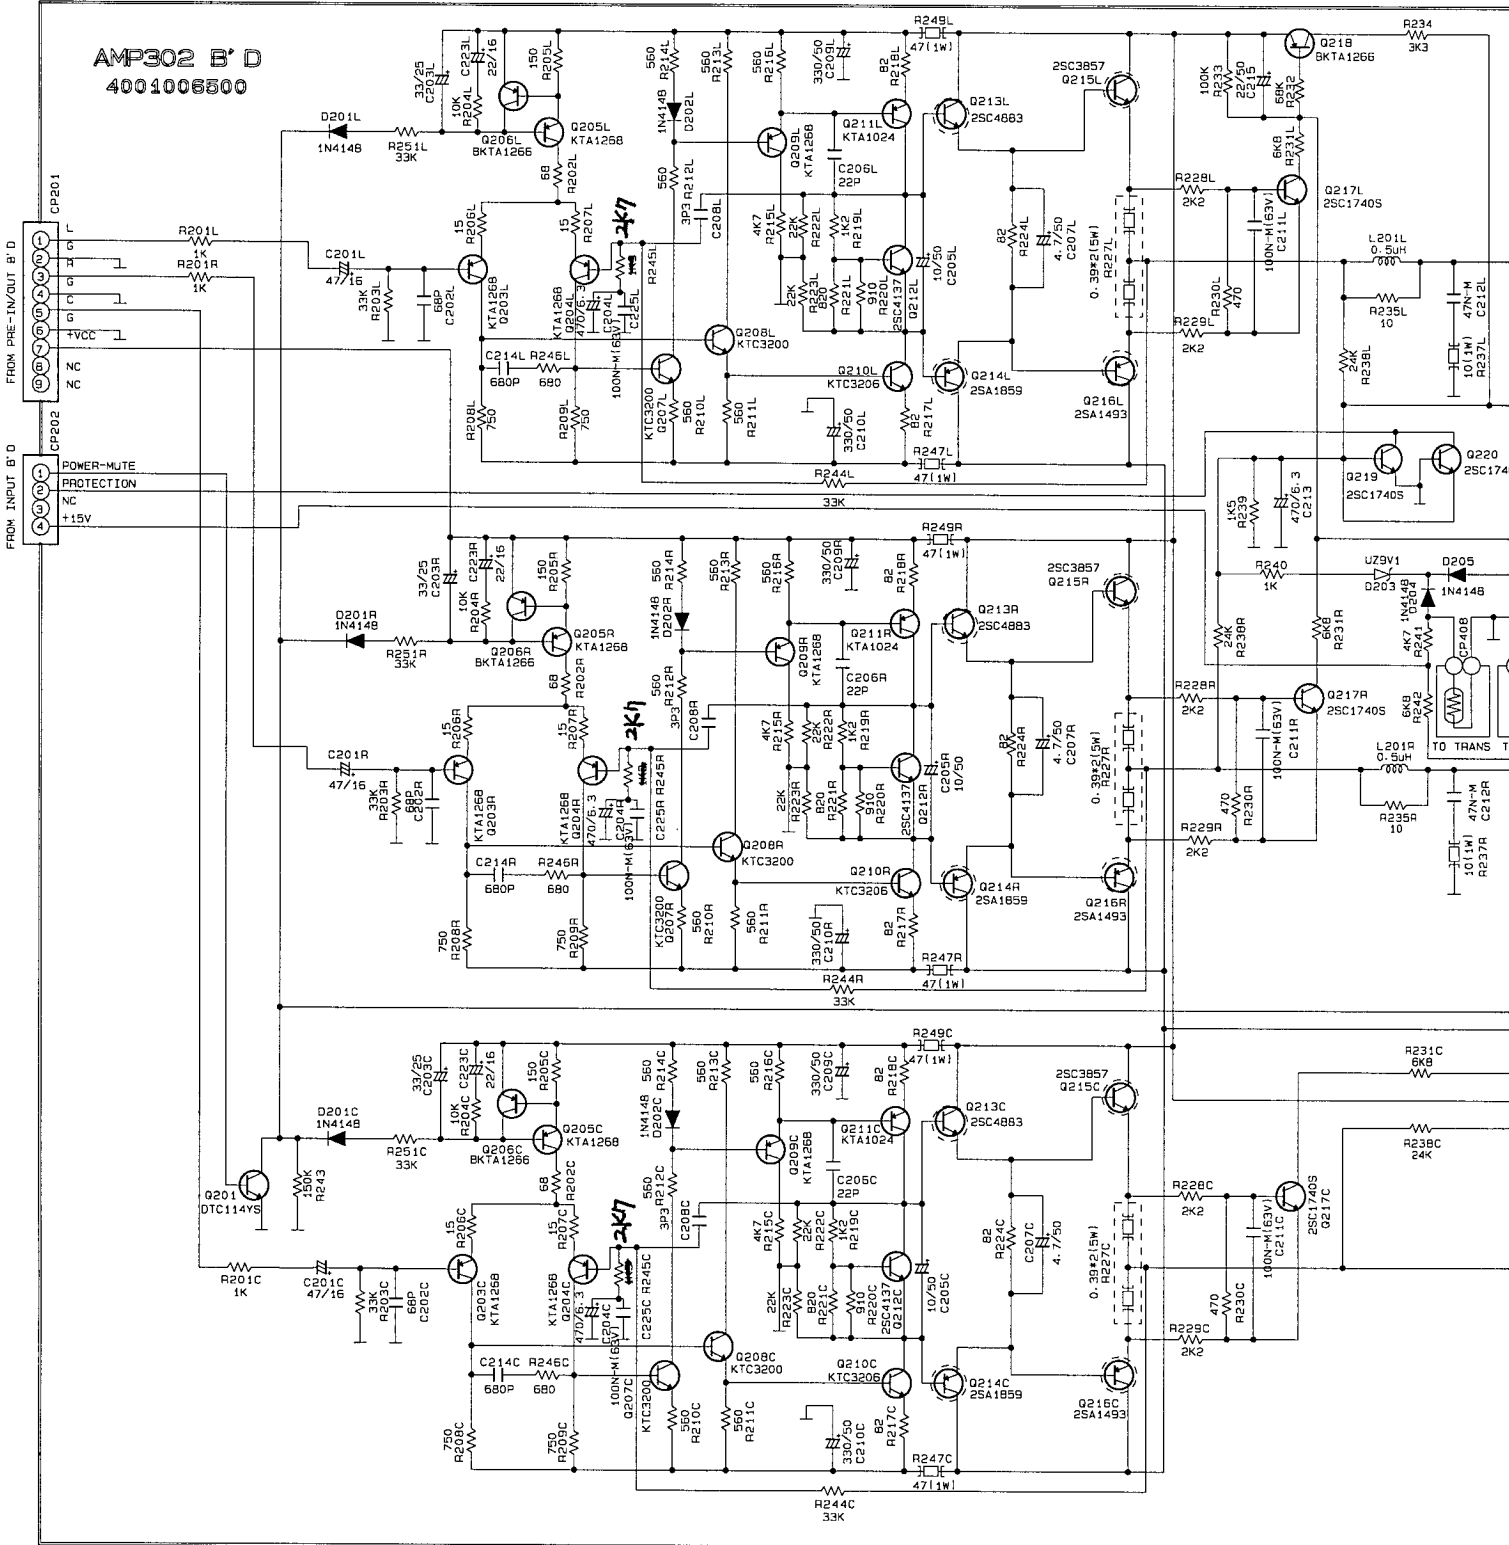 AMP302 B' D
4001006500
FROM PRE-IN/OUT B' D
CP201
1 L
2 G
3 R
4 G
5 C
6 G
7 +VCC
8 NC
9 NC
FROM INPUT B' D
CP202
1 POWER-MUTE
2 PROTECTION
3 NC
4 +15V
R201L
1K
R201R
1K
D201L
1N4148
R251L
33K
33/25
C203L
10K
R204L
C223L
22/16
150
R205L
Q206L
BKTA1266
Q205L
KTA1268
68
R202L
15
R206L
15
R207L
2K7
R245L
C201L
47/16
33K
R203L
68P
C202L
KTA1268
Q203L
KTA1268
Q204L
470/6.3
C204L
100N-M(63V)
C225L
C214L
680P
R246L
680
R208L
750
R209L
750
KTC3200
Q207L
560
R210L
560
R211L
Q208L
KTC3200
560
R214L
1N4148
D202L
560
R213L
560
R212L
3P3
C208L
560
R216L
330/50
C209L
82
R218L
Q209L
KTA1268
Q211L
KTA1024
C206L
22P
4K7
R215L
22K
R222L
1K2
R219L
22K
R223L
820
R221L
910
R220L
2SC4137
Q212L
10/50
C205L
Q210L
KTC3206
330/50
C210L
82
R217L
R249L
47(1W)
R247L
47(1W)
R244L
33K
Q213L
2SC4883
Q214L
2SA1859
82
R224L
4.7/50
C207L
2SC3857
Q215L
Q216L
2SA1493
0.39*2(5W)
R227L
R228L
2K2
R229L
2K2
R230L
470
100N-M(63V)
C211L
Q217L
2SC1740S
6K8
R231L
68K
R232
100K
R233
22/50
C215
Q218
BKTA1266
R234
3K3
L201L
0.5uH
R235L
10
47N-M
C212L
10(1W)
R237L
24K
R238L
Q219
2SC1740S
Q220
2SC174
1K5
R239
470/6.3
C213
R240
1K
UZ9V1
D203
1N4148
D204
D205
1N4148
4K7
R241
6K8
R242
CP408
TO TRANS
T
24K
R238R
6K8
R231R
D201R
1N4148
R251R
33K
33/25
C203R
10K
R204R
C223R
22/16
150
R205R
Q206R
BKTA1266
Q205R
KTA1268
68
R202R
15
R206R
15
R207R
2K7
R245R
C201R
47/16
33K
R203R
68P
C202R
KTA1268
Q203R
KTA1268
Q204R
470/6.3
C204R
100N-M(63V)
C225R
C214R
680P
R246R
680
750
R208R
750
R209R
KTC3200
Q207R
560
R210R
560
R211R
Q208R
KTC3200
560
R214R
1N4148
D202R
560
R213R
560
R212R
3P3
C208R
560
R216R
330/50
C209R
82
R218R
Q209R
KTA1268
Q211R
KTA1024
C206R
22P
4K7
R215R
22K
R222R
1K2
R219R
22K
R223R
820
R221R
910
R220R
2SC4137
Q212R
C205R
10/50
Q210R
KTC3206
330/50
C210R
82
R217R
R249R
47(1W)
R247R
47(1W)
R244R
33K
Q213R
2SC4883
Q214R
2SA1859
82
R224R
4.7/50
C207R
2SC3857
Q215R
Q216R
2SA1493
0.39*2(5W)
R227R
R228R
2K2
R229R
2K2
470
R230R
100N-M(63V)
C211R
Q217R
2SC1740S
L201R
0.5uH
R235R
10
47N-M
C212R
10(1W)
R237R
Q201
DTC114YS
150K
R243
D201C
1N4148
R251C
33K
33/25
C203C
10K
R204C
C223C
22/16
150
R205C
Q206C
BKTA1266
Q205C
KTA1268
68
R202C
15
R206C
15
R207C
2K7
R245C
R201C
1K
C201C
47/16
33K
R203C
68P
C202C
Q203C
KTA1268
KTA1268
Q204C
470/6.3
C204C
100N-M(63V)
C225C
C214C
680P
R246C
680
750
R208C
750
R209C
Q207C
KTC3200
560
R210C
560
R211C
Q208C
KTC3200
560
R214C
1N4148
D202C
560
R213C
560
R212C
3P3
C208C
560
R216C
330/50
C209C
82
R218C
Q209C
KTA1268
Q211C
KTA1024
C206C
22P
4K7
R215C
22K
R222C
1K2
R219C
22K
R223C
820
R221C
910
R220C
2SC4137
Q212C
10/50
C205C
Q210C
KTC3206
330/50
C210C
82
R217C
R249C
47(1W)
R247C
47(1W)
R244C
33K
Q213C
2SC4883
Q214C
2SA1859
82
R224C
C207C
4.7/50
2SC3857
Q215C
Q216C
2SA1493
0.39*2(5W)
R227C
R228C
2K2
R229C
2K2
470
R230C
100N-M(63V)
C211C
2SC1740S
Q217C
R231C
6K8
R238C
24K